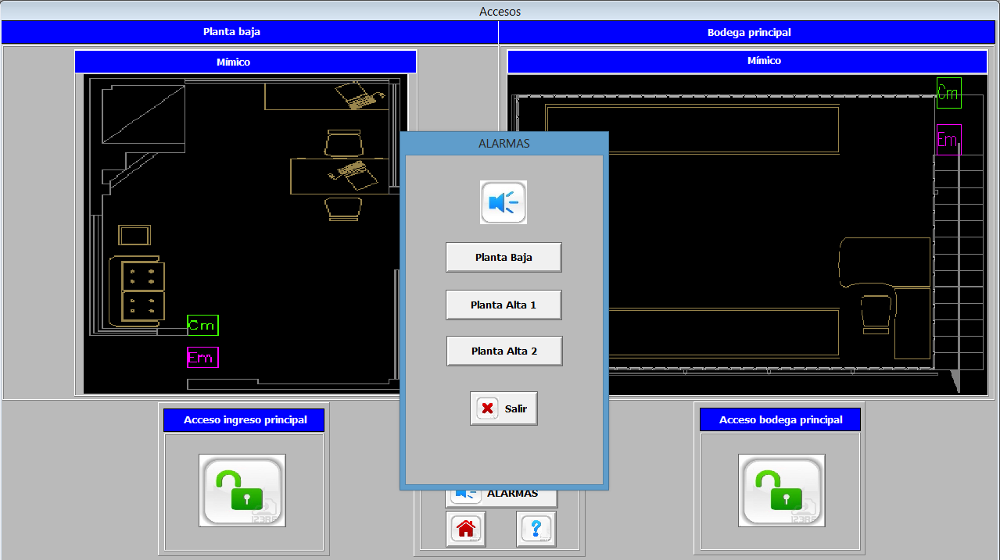 Accesos
Planta baja
Bodega principal
Mímico
Mímico
Cm
Em
Cm
Em
ALARMAS
Planta Baja
Planta Alta 1
Planta Alta 2
Salir
Acceso ingreso principal
Acceso bodega principal
ALARMAS
?